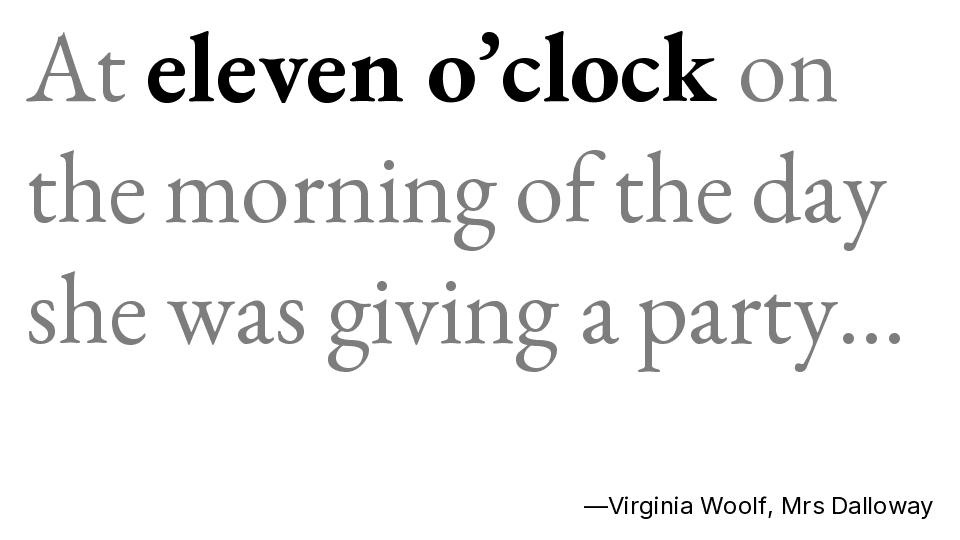 At eleven o’clock on
the morning of the day
she was giving a party…
—Virginia Woolf, Mrs Dalloway